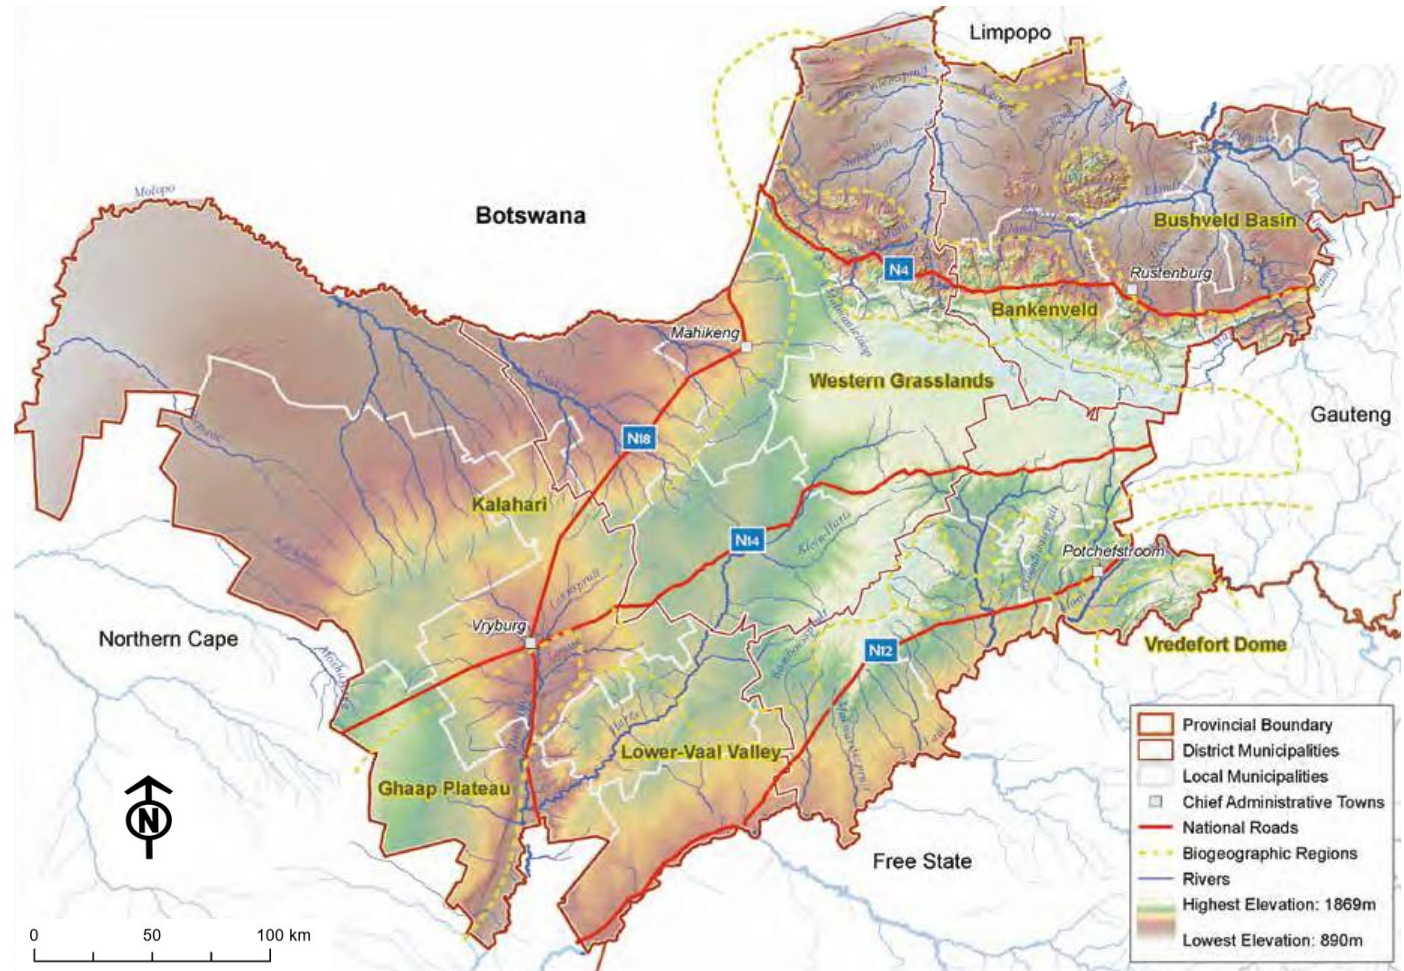 Limpopo
Molopo
Botswana
Bushveld Basin
N4
Rustenburg
Bankenveld
Mahikeng
Western Grasslands
Gauteng
N18
Kalahari
N14
Potchefstroom
Vryburg
Northern Cape
N12
Vredefort Dome
Harts
Lower-Vaal Valley
Ghaap Plateau
Free State
N
0 50 100 km
Provincial Boundary
District Municipalities
Local Municipalities
Chief Administrative Towns
National Roads
Biogeographic Regions
Rivers
Highest Elevation: 1869m
Lowest Elevation: 890m